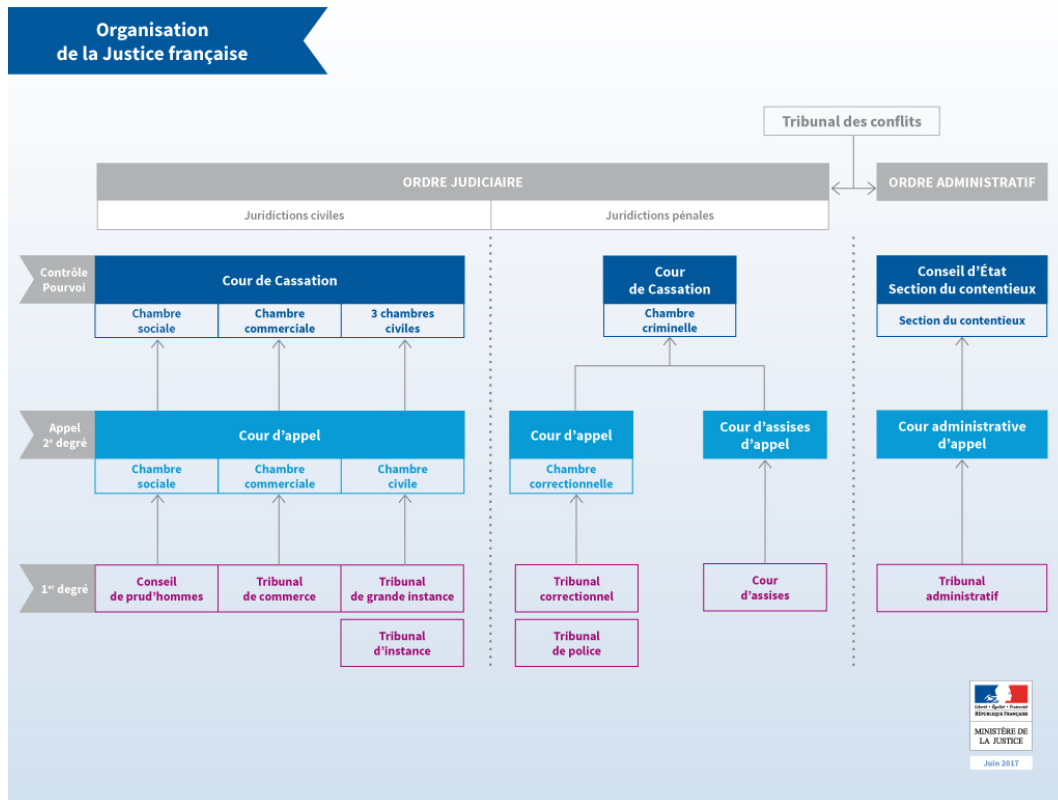 Organisation
de la Justice française
Tribunal des conflits
ORDRE JUDICIAIRE
ORDRE ADMINISTRATIF
Juridictions civiles
Juridictions pénales
Contrôle
Pourvoi
Cour de Cassation
Chambre
sociale
Chambre
commerciale
3 chambres
civiles
Cour
de Cassation
Chambre
criminelle
Conseil d'État
Section du contentieux
Section du contentieux
Appel
2e degré
Cour d'appel
Chambre
sociale
Chambre
commerciale
Chambre
civile
Cour d'appel
Chambre
correctionnelle
Cour d'assises
d'appel
Cour administrative
d'appel
1er degré
Conseil
de prud'hommes
Tribunal
de commerce
Tribunal
de grande instance
Tribunal
d'instance
Tribunal
correctionnel
Tribunal
de police
Cour
d'assises
Tribunal
administratif
Liberté • Égalité • Fraternité
RÉPUBLIQUE FRANÇAISE
MINISTÈRE DE
LA JUSTICE
Juin 2017